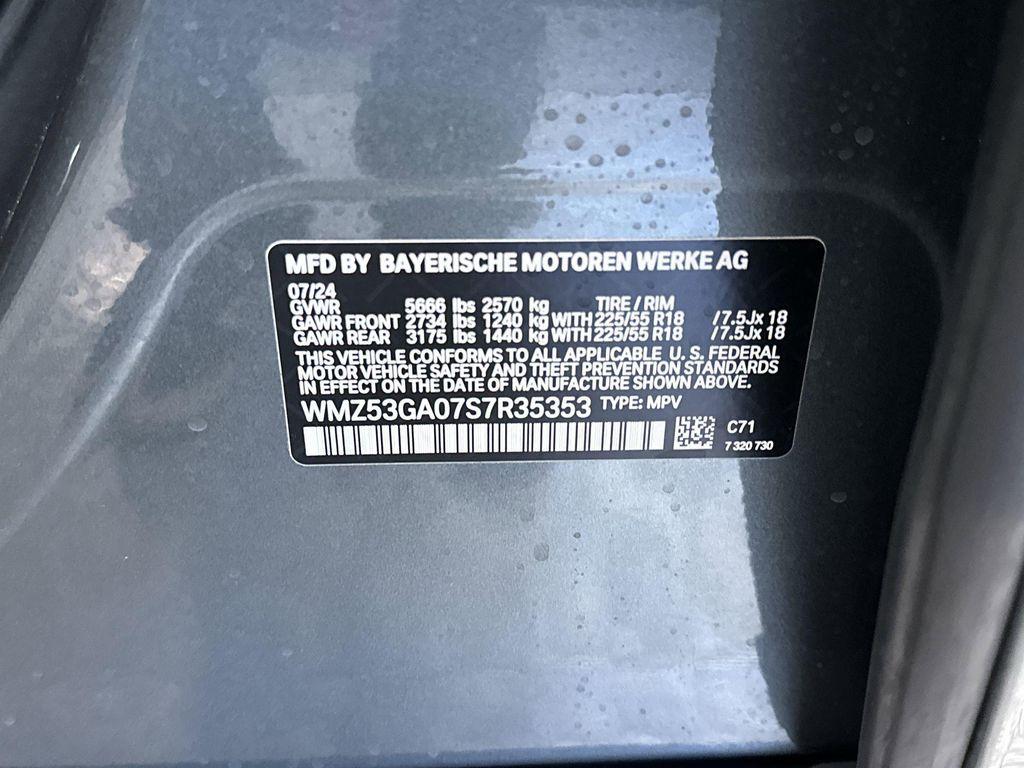 MFD BY BAYERISCHE MOTOREN WERKE AG
07/24
GVWR 5666 lbs 2570 kg TIRE / RIM
GAWR FRONT 2734 lbs 1240 kg WITH 225/55 R18 /7.5Jx 18
GAWR REAR 3175 lbs 1440 kg WITH 225/55 R18 /7.5Jx 18
THIS VEHICLE CONFORMS TO ALL APPLICABLE U. S. FEDERAL
MOTOR VEHICLE SAFETY AND THEFT PREVENTION STANDARDS
IN EFFECT ON THE DATE OF MANUFACTURE SHOWN ABOVE.
WMZ53GA07S7R35353 TYPE: MPV
C71
7 320 730